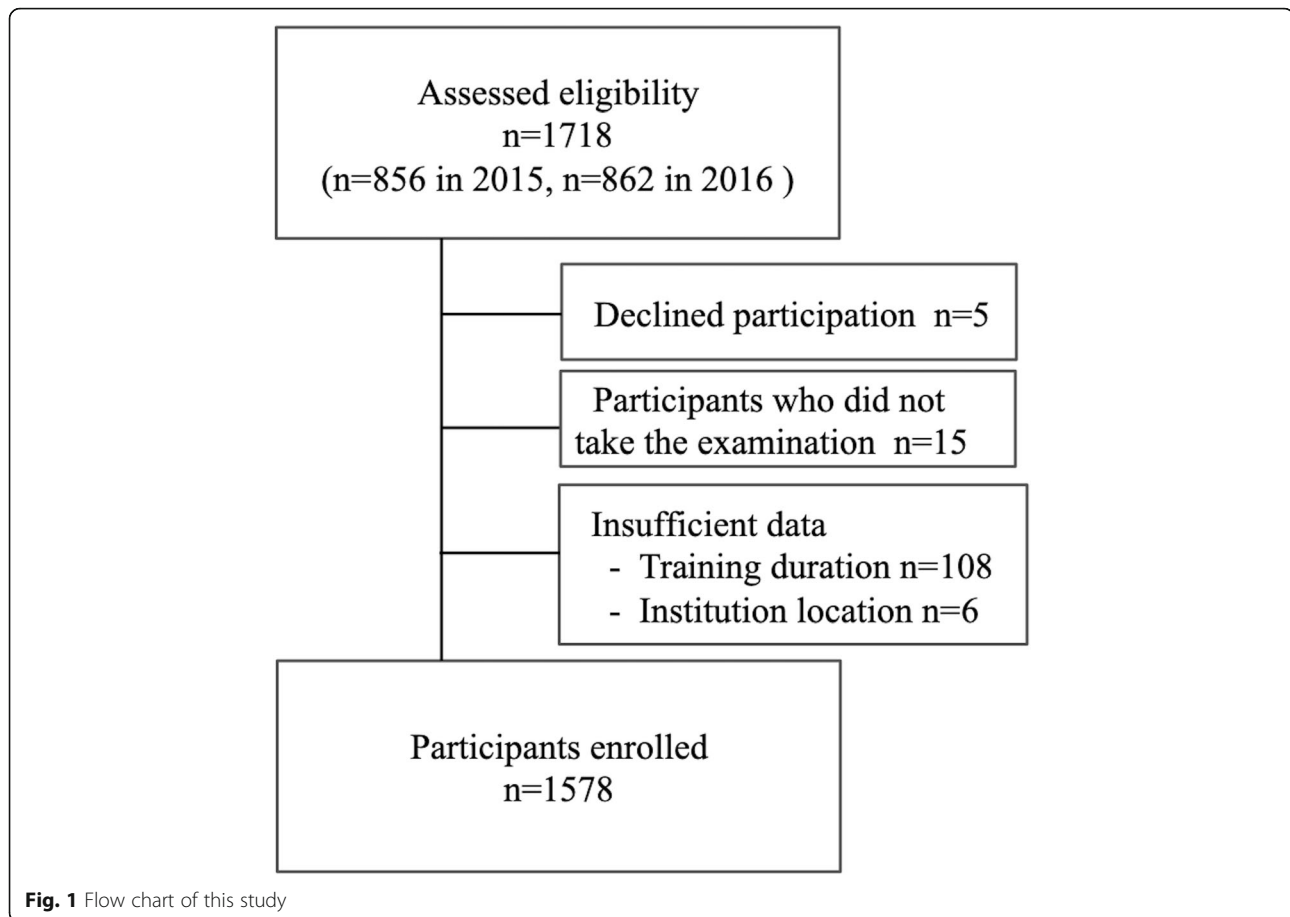 Assessed eligibility
n=1718
(n=856 in 2015, n=862 in 2016 )
Declined participation n=5
Participants who did not
take the examination n=15
Insufficient data
- Training duration n=108
- Institution location n=6
Participants enrolled
n=1578
Fig. 1 Flow chart of this study